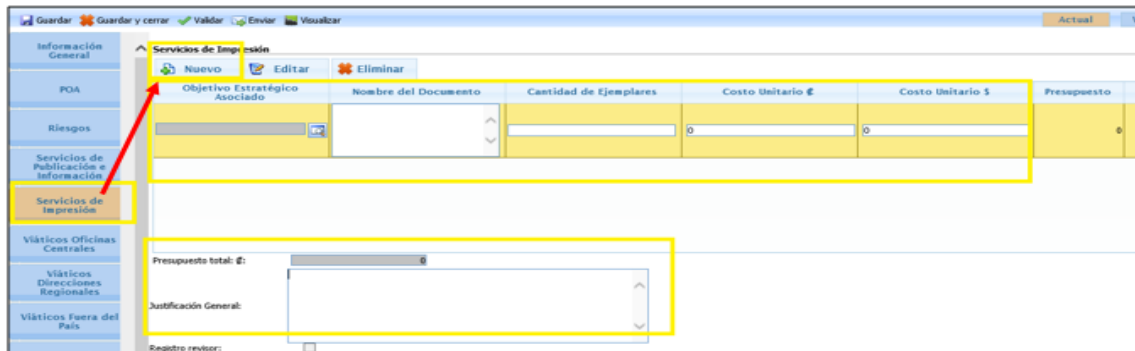 Guardar Guardar y cerrar Validar Enviar Visualizar Actual
Información
General
POA
Riesgos
Servicios de
Publicación e
Información
Servicios de
Impresión
Viáticos Oficinas
Centrales
Viáticos
Direcciones
Regionales
Viáticos Fuera del
País
Servicios de Impresión
Nuevo Editar Eliminar
Objetivo Estratégico
Asociado
Nombre del Documento
Cantidad de Ejemplares
Costo Unitario ₡
Costo Unitario $
Presupuesto
0
0
0
Presupuesto total: ₡: 0
Justificación General:
Registro revisor: